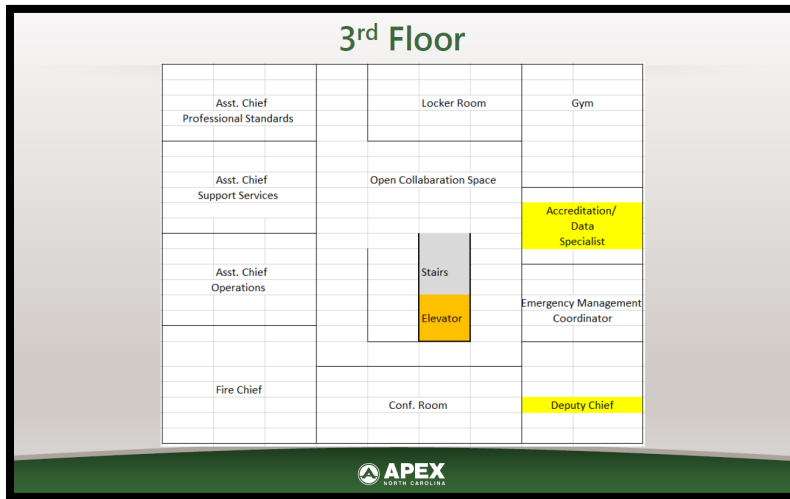 3rd Floor
Asst. Chief
Professional Standards
Locker Room
Gym
Asst. Chief
Support Services
Open Collabaration Space
Accreditation/
Data
Specialist
Asst. Chief
Operations
Stairs
Elevator
Emergency Management
Coordinator
Fire Chief
Conf. Room
Deputy Chief
APEX
NORTH CAROLINA